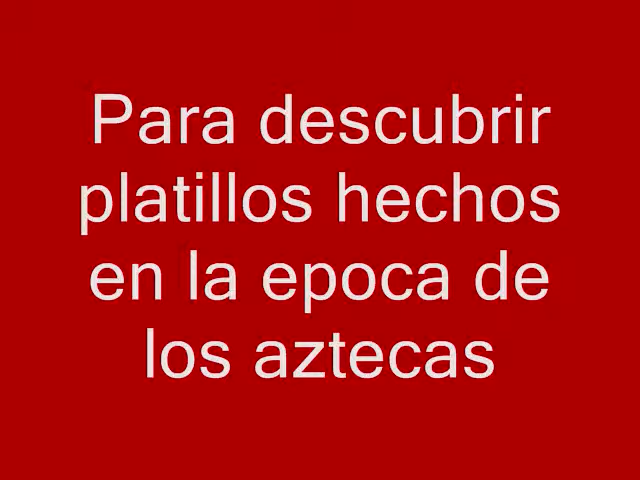 Para descubrir
platillos hechos
en la epoca de
los aztecas